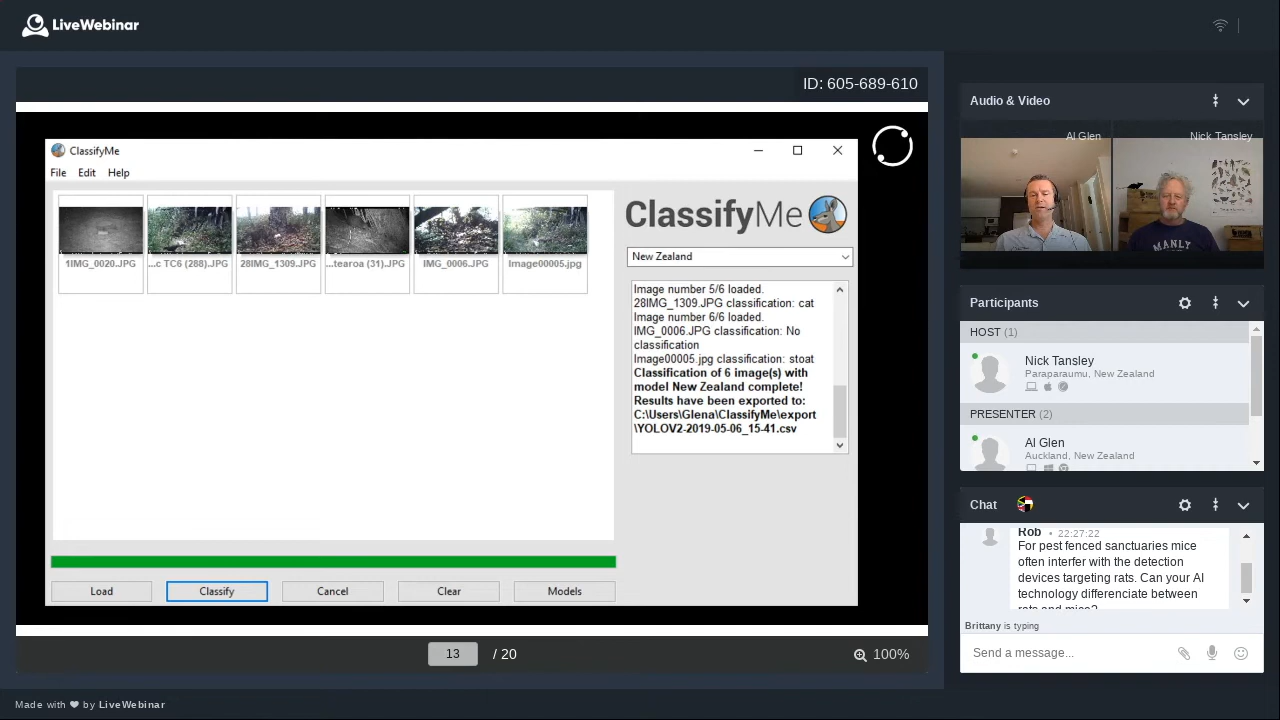 LiveWebinar
ID: 605-689-610
ClassifyMe
File Edit Help
1IMG_0020.JPG
...c TC6 (288).JPG
28IMG_1309.JPG
...tearoa (31).JPG
IMG_0006.JPG
Image00005.jpg
ClassifyMe
New Zealand
Image number 5/6 loaded.
28IMG_1309.JPG classification: cat
Image number 6/6 loaded.
IMG_0006.JPG classification: No
classification
Image00005.jpg classification: stoat
Classification of 6 image(s) with
model New Zealand complete!
Results have been exported to:
C:\Users\Glena\ClassifyMe\export
\YOLOV2-2019-05-06_15-41.csv
Load
Classify
Cancel
Clear
Models
13 / 20
100%
Audio & Video
Al Glen
Nick Tansley
MANLY
Participants
HOST (1)
Nick Tansley
Paraparaumu, New Zealand
PRESENTER (2)
Al Glen
Auckland, New Zealand
Chat
Rob • 22:27:22
For pest fenced sanctuaries mice
often interfer with the detection
devices targeting rats. Can your AI
technology differenciate between
rats and mice?
Brittany is typing
Send a message...
Made with by LiveWebinar